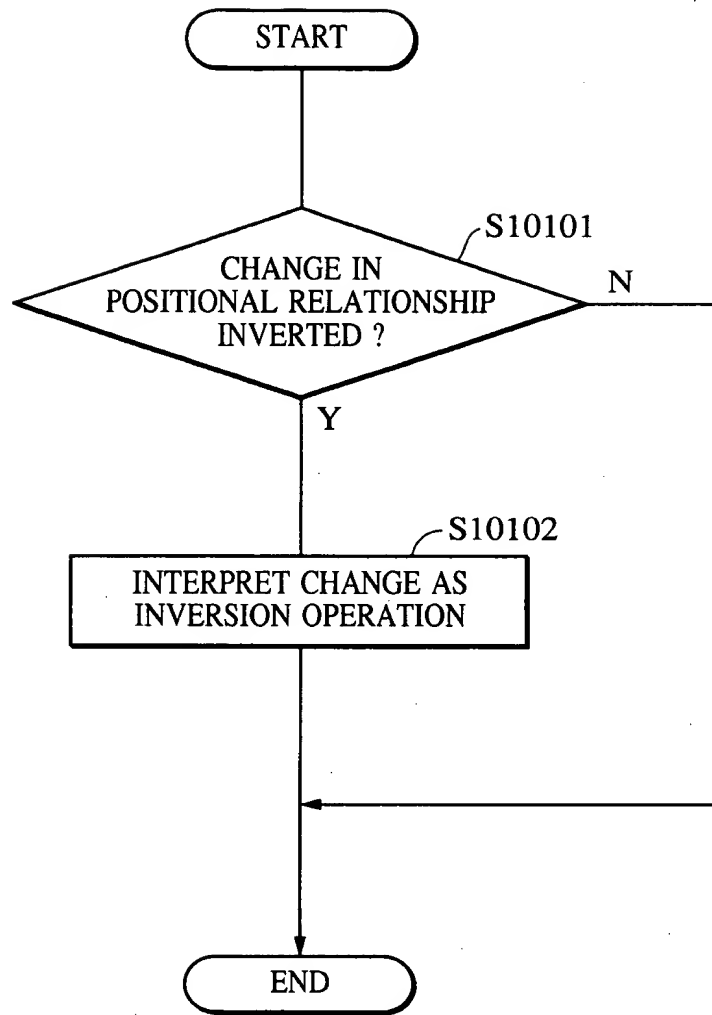 START
S10101
CHANGE IN
POSITIONAL RELATIONSHIP
INVERTED ?
N
Y
S10102
INTERPRET CHANGE AS
INVERSION OPERATION
END